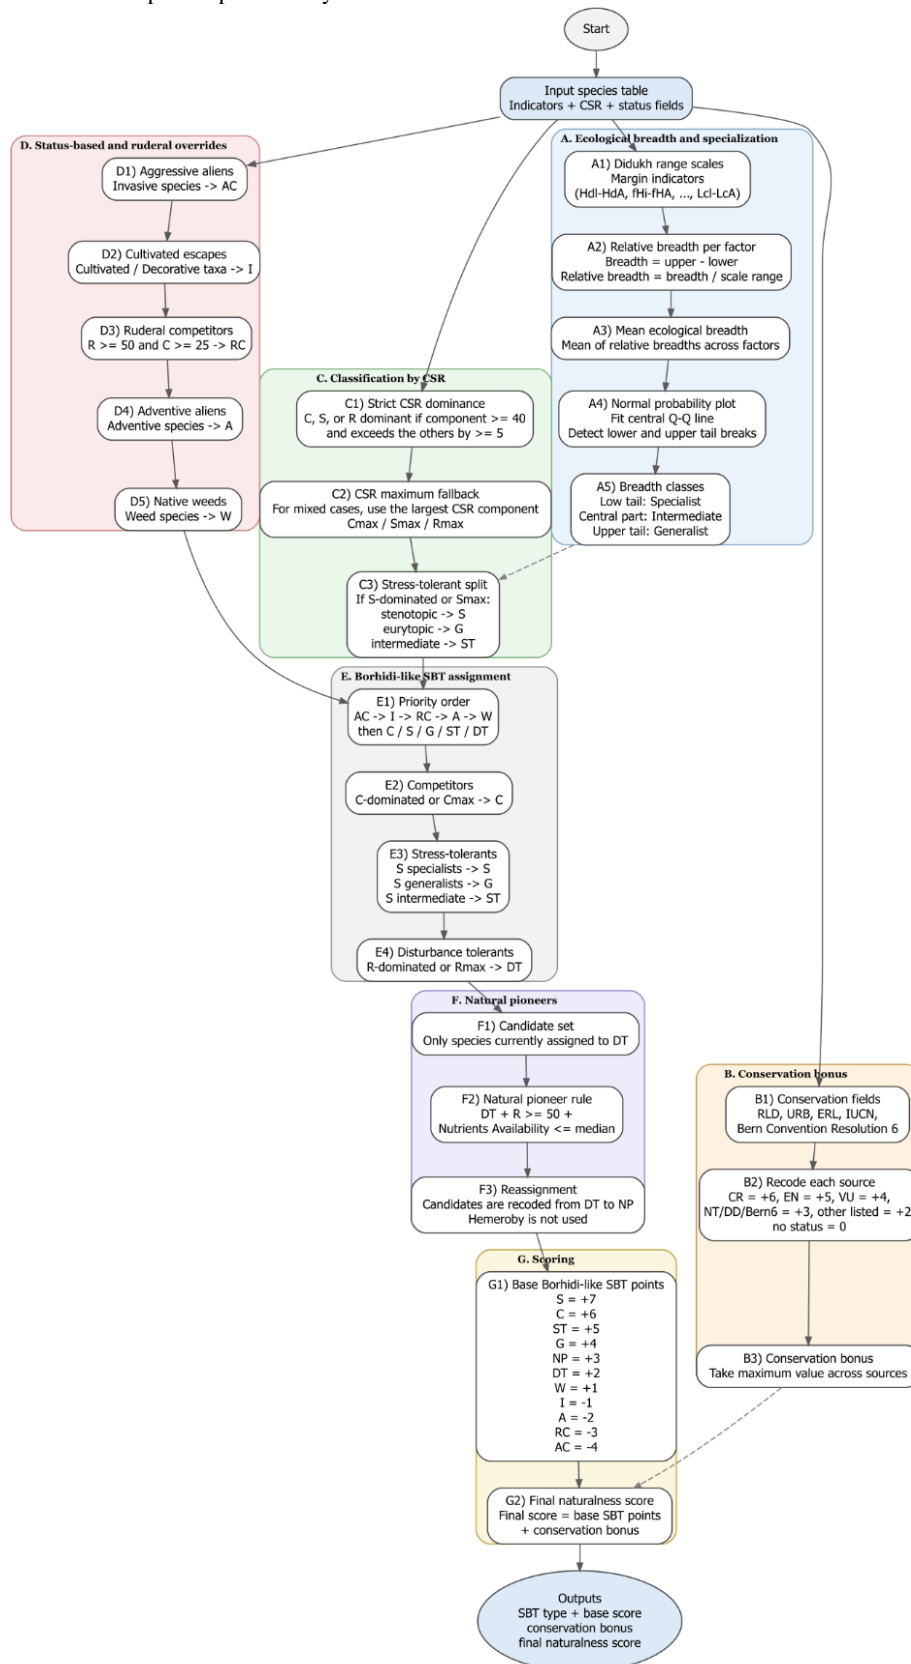 Start
Input species table
Indicators + CSR + status fields
D. Status-based and ruderal overrides
D1) Aggressive aliens
Invasive species -> AC
D2) Cultivated escapes
Cultivated / Decorative taxa -> I
D3) Ruderal competitors
R >= 50 and C >= 25 -> RC
D4) Adventive aliens
Adventive species -> A
D5) Native weeds
Weed species -> W
A. Ecological breadth and specialization
A1) Didukh range scales
Margin indicators
(HdI-HdA, fHi-fHA, ..., LcI-LcA)
A2) Relative breadth per factor
Breadth = upper - lower
Relative breadth = breadth / scale range
A3) Mean ecological breadth
Mean of relative breadths across factors
A4) Normal probability plot
Fit central Q-Q line
Detect lower and upper tail breaks
A5) Breadth classes
Low tail: Specialist
Central part: Intermediate
Upper tail: Generalist
C. Classification by CSR
C1) Strict CSR dominance
C, S, or R dominant if component >= 40
and exceeds the others by >= 5
C2) CSR maximum fallback
For mixed cases, use the largest CSR component
Cmax / Smax / Rmax
C3) Stress-tolerant split
If S-dominated or Smax:
stenotopic -> S
eurytopic -> G
intermediate -> ST
E. Borhidi-like SBT assignment
E1) Priority order
AC -> I -> RC -> A -> W
then C / S / G / ST / DT
E2) Competitors
C-dominated or Cmax -> C
E3) Stress-tolerants
S specialists -> S
S generalists -> G
S intermediate -> ST
E4) Disturbance tolerants
R-dominated or Rmax -> DT
F. Natural pioneers
F1) Candidate set
Only species currently assigned to DT
F2) Natural pioneer rule
DT + R >= 50 +
Nutrients Availability <= median
F3) Reassignment
Candidates are recoded from DT to NP
Hemeroby is not used
B. Conservation bonus
B1) Conservation fields
RLD, URB, ERL, IUCN,
Bern Convention Resolution 6
B2) Recode each source
CR = +6, EN = +5, VU = +4,
NT/DD/Bern6 = +3, other listed = +2
no status = 0
B3) Conservation bonus
Take maximum value across sources
G. Scoring
G1) Base Borhidi-like SBT points
S = +7
C = +6
ST = +5
G = +4
NP = +3
DT = +2
W = +1
I = -1
A = -2
RC = -3
AC = -4
G2) Final naturalness score
Final score = base SBT points
+ conservation bonus
Outputs
SBT type + base score
conservation bonus
final naturalness score